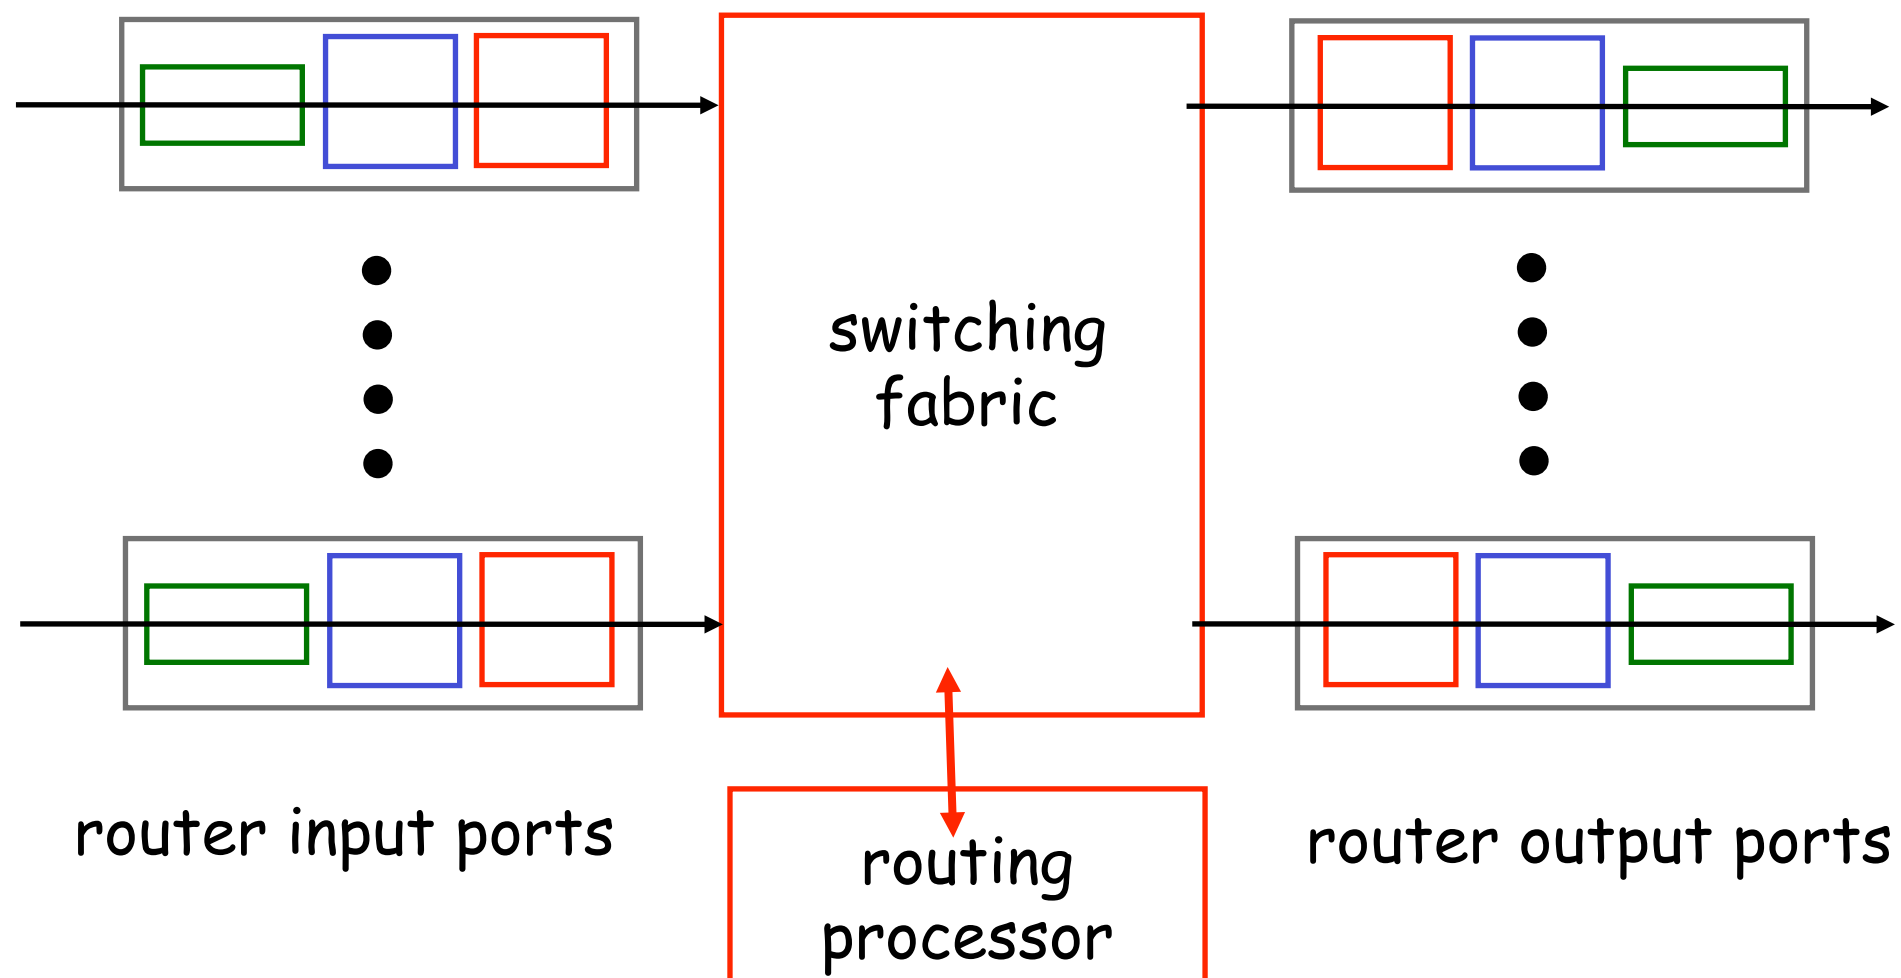 switching
fabric
router input ports
router output ports
routing
processor